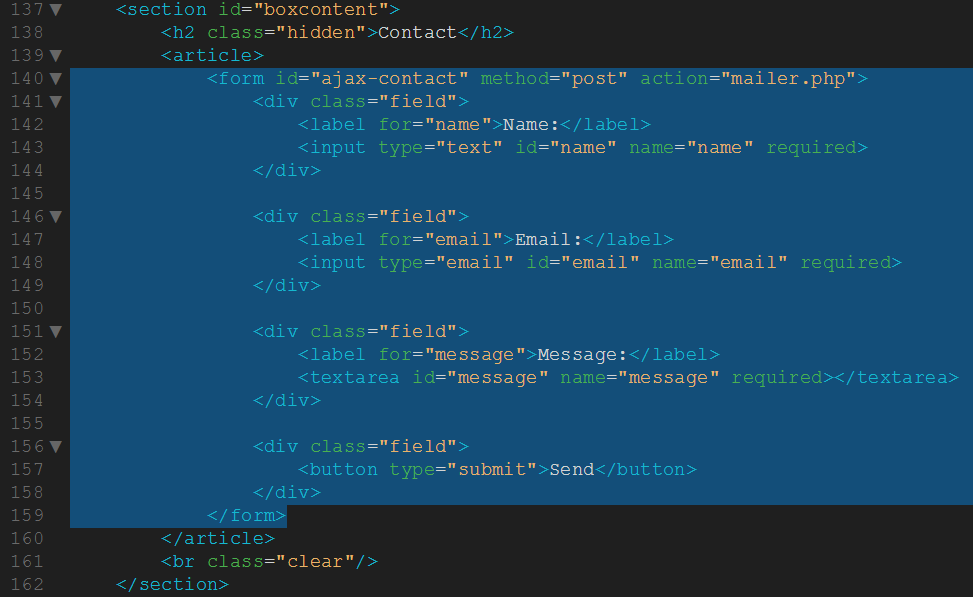 137 ▼ <section id="boxcontent">
138 <h2 class="hidden">Contact</h2>
139 ▼ <article>
140 ▼ <form id="ajax-contact" method="post" action="mailer.php">
141 ▼ <div class="field">
142 <label for="name">Name:</label>
143 <input type="text" id="name" name="name" required>
144 </div>
145
146 ▼ <div class="field">
147 <label for="email">Email:</label>
148 <input type="email" id="email" name="email" required>
149 </div>
150
151 ▼ <div class="field">
152 <label for="message">Message:</label>
153 <textarea id="message" name="message" required></textarea>
154 </div>
155
156 ▼ <div class="field">
157 <button type="submit">Send</button>
158 </div>
159 </form>
160 </article>
161 <br class="clear"/>
162 </section>